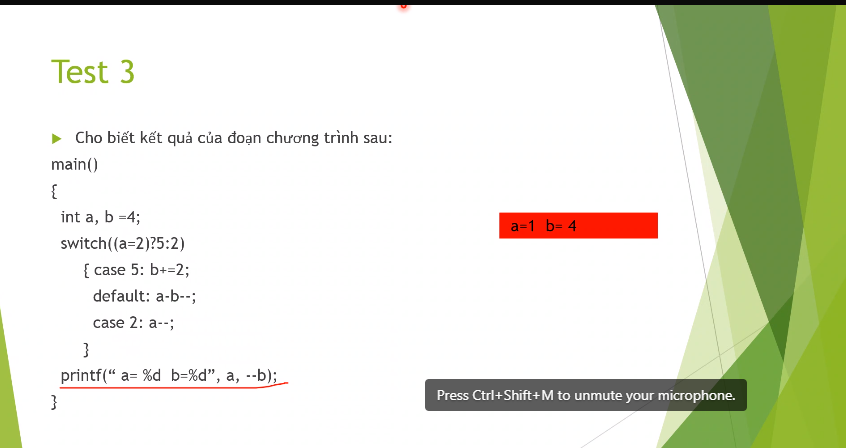 Test 3
Cho biết kết quả của đoạn chương trình sau:
main()
{
int a, b =4;
switch((a=2)?5:2)
{ case 5: b+=2;
default: a-b--;
case 2: a--;
}
printf(“ a= %d  b=%d”, a, --b);
}
a=1  b= 4
Press Ctrl+Shift+M to unmute your microphone.